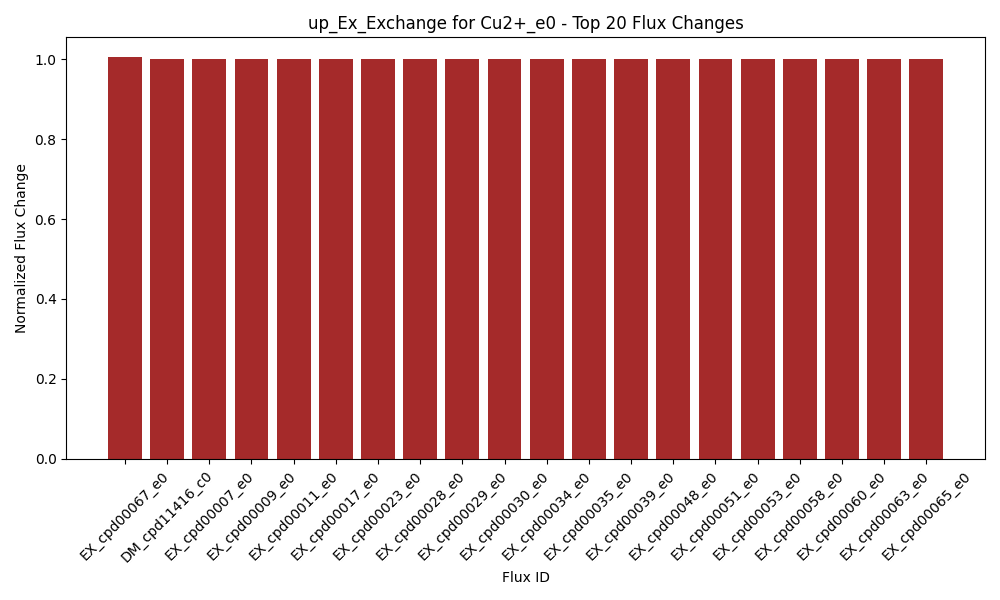 up_Ex_Exchange for Cu2+_e0 - Top 20 Flux Changes
Normalized Flux Change
1.0
0.8
0.6
0.4
0.2
0.0
EX_cpd00067_e0
DM_cpd11416_c0
EX_cpd00007_e0
EX_cpd00009_e0
EX_cpd00011_e0
EX_cpd00017_e0
EX_cpd00023_e0
EX_cpd00028_e0
EX_cpd00029_e0
EX_cpd00030_e0
EX_cpd00034_e0
EX_cpd00035_e0
EX_cpd00039_e0
EX_cpd00048_e0
EX_cpd00051_e0
EX_cpd00053_e0
EX_cpd00058_e0
EX_cpd00060_e0
EX_cpd00063_e0
EX_cpd00065_e0
Flux ID